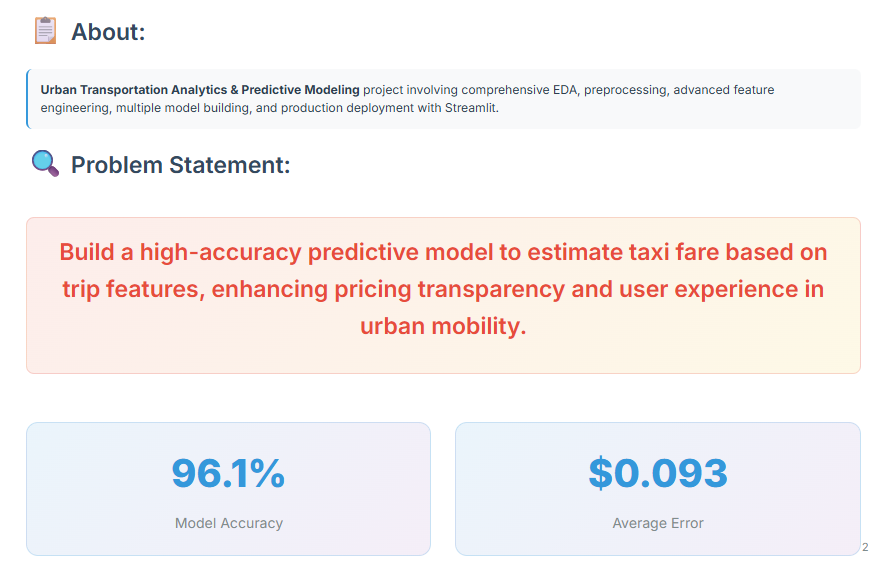 About:
Urban Transportation Analytics & Predictive Modeling project involving comprehensive EDA, preprocessing, advanced feature
engineering, multiple model building, and production deployment with Streamlit.
Problem Statement:
Build a high-accuracy predictive model to estimate taxi fare based on
trip features, enhancing pricing transparency and user experience in
urban mobility.
96.1%
Model Accuracy
$0.093
Average Error
2